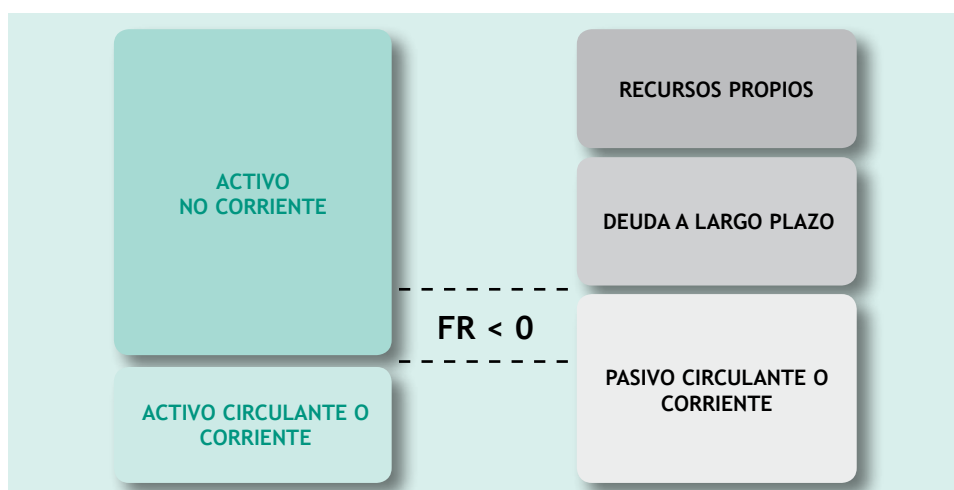 ACTIVO
NO CORRIENTE
ACTIVO CIRCULANTE O
CORRIENTE
FR < 0
RECURSOS PROPIOS
DEUDA A LARGO PLAZO
PASIVO CIRCULANTE O
CORRIENTE